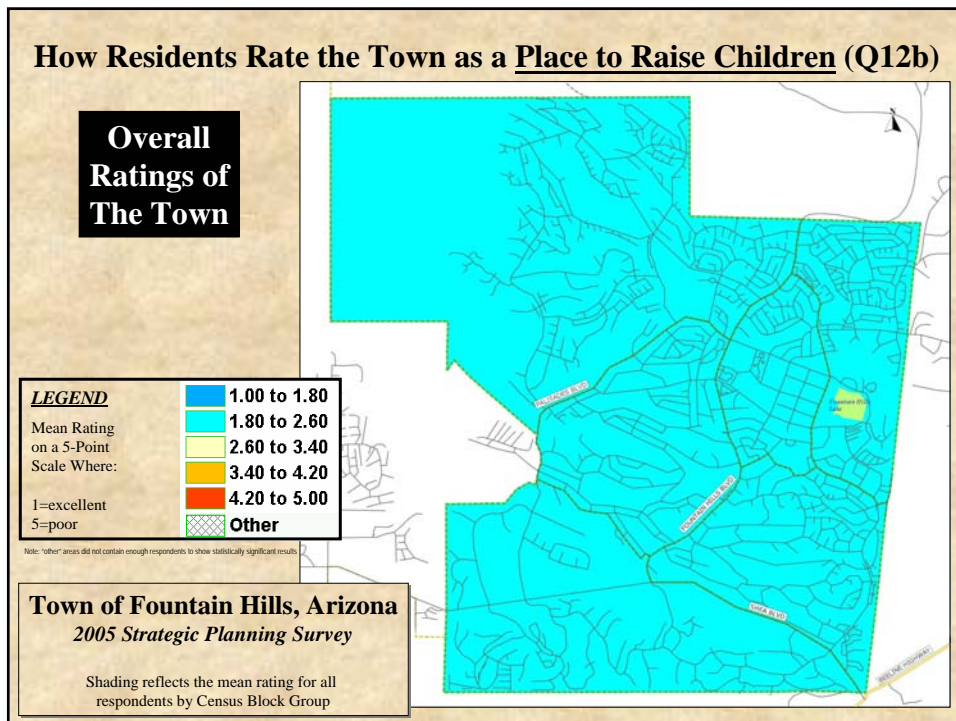 How Residents Rate the Town as a Place to Raise Children (Q12b)
Overall
Ratings of
The Town
PALISADES BLVD
Fountain Hills
Lake
FOUNTAIN HILLS BLVD
SHEA BLVD
BEELINE HIGHWAY
LEGEND
Mean Rating
on a 5-Point
Scale Where:
1=excellent
5=poor
1.00 to 1.80
1.80 to 2.60
2.60 to 3.40
3.40 to 4.20
4.20 to 5.00
Other
Note: "other" areas did not contain enough respondents to show statistically significant results
Town of Fountain Hills, Arizona
2005 Strategic Planning Survey
Shading reflects the mean rating for all
respondents by Census Block Group